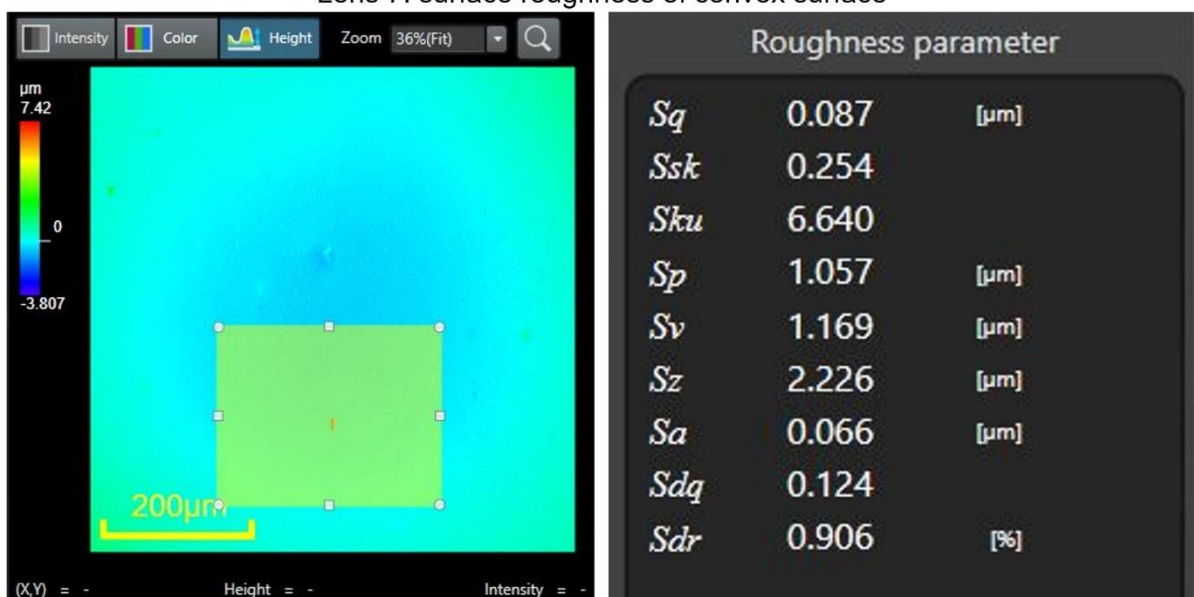 surface roughness of convex surface
Intensity Color Height Zoom 36%(Fit)
µm
7.42
0
-3.807
200µm
(X,Y) = - Height = - Intensity = -
Roughness parameter
Sq 0.087 [µm]
Ssk 0.254
Sku 6.640
Sp 1.057 [µm]
Sv 1.169 [µm]
Sz 2.226 [µm]
Sa 0.066 [µm]
Sdq 0.124
Sdr 0.906 [%]